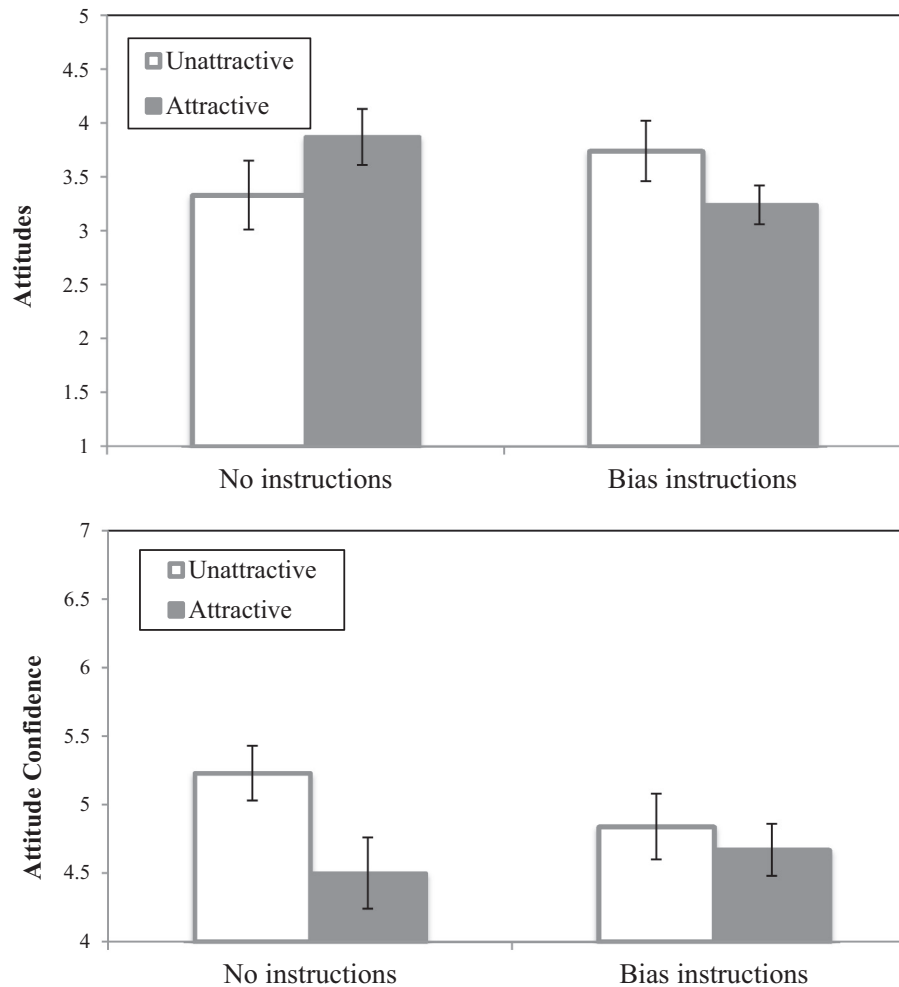 5
4.5
4
3.5
3
2.5
2
1.5
1
Attitudes
Unattractive
Attractive
No instructions
Bias instructions
7
6.5
6
5.5
5
4.5
4
Attitude Confidence
Unattractive
Attractive
No instructions
Bias instructions